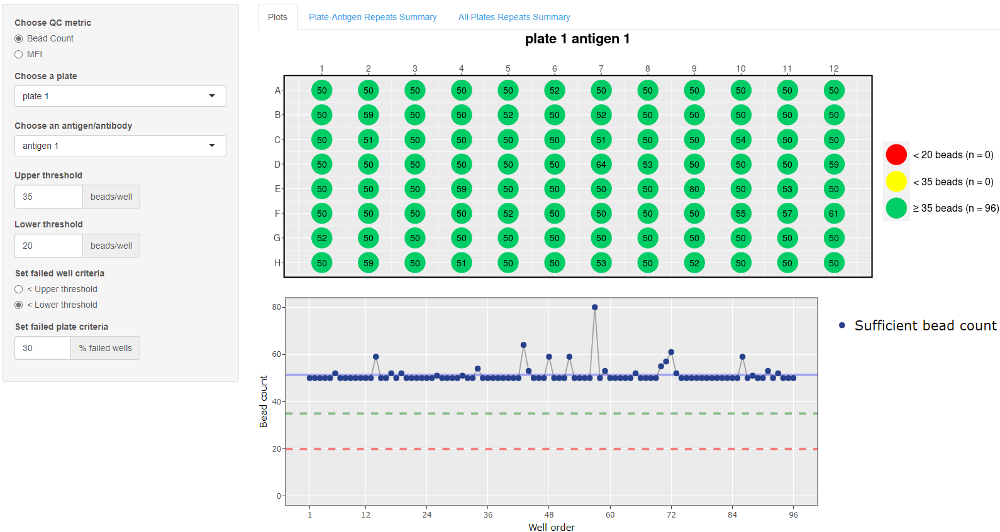 Choose QC metric
Bead Count
MFI
Choose a plate
plate 1
Choose an antigen/antibody
antigen 1
Upper threshold
35 beads/well
Lower threshold
20 beads/well
Set failed well criteria
< Upper threshold
< Lower threshold
Set failed plate criteria
30 % failed wells
Plots Plate-Antigen Repeats Summary All Plates Repeats Summary
plate 1 antigen 1
1 2 3 4 5 6 7 8 9 10 11 12
A 50 50 50 50 50 52 50 50 50 50 50 50
B 50 59 50 50 52 50 52 50 50 50 50 50
C 50 51 50 50 50 50 51 50 50 54 50 50
D 50 50 50 50 50 50 64 53 50 50 50 59
E 50 50 50 59 50 50 50 50 80 50 53 50
F 50 50 50 50 52 50 50 50 50 55 57 61
G 52 50 50 50 50 50 50 50 50 50 50 50
H 50 59 50 51 50 50 53 50 52 50 50 50
< 20 beads (n = 0)
< 35 beads (n = 0)
≥ 35 beads (n = 96)
80
60
40
20
0
Bead count
1 12 24 36 48 60 72 84 96
Well order
Sufficient bead count